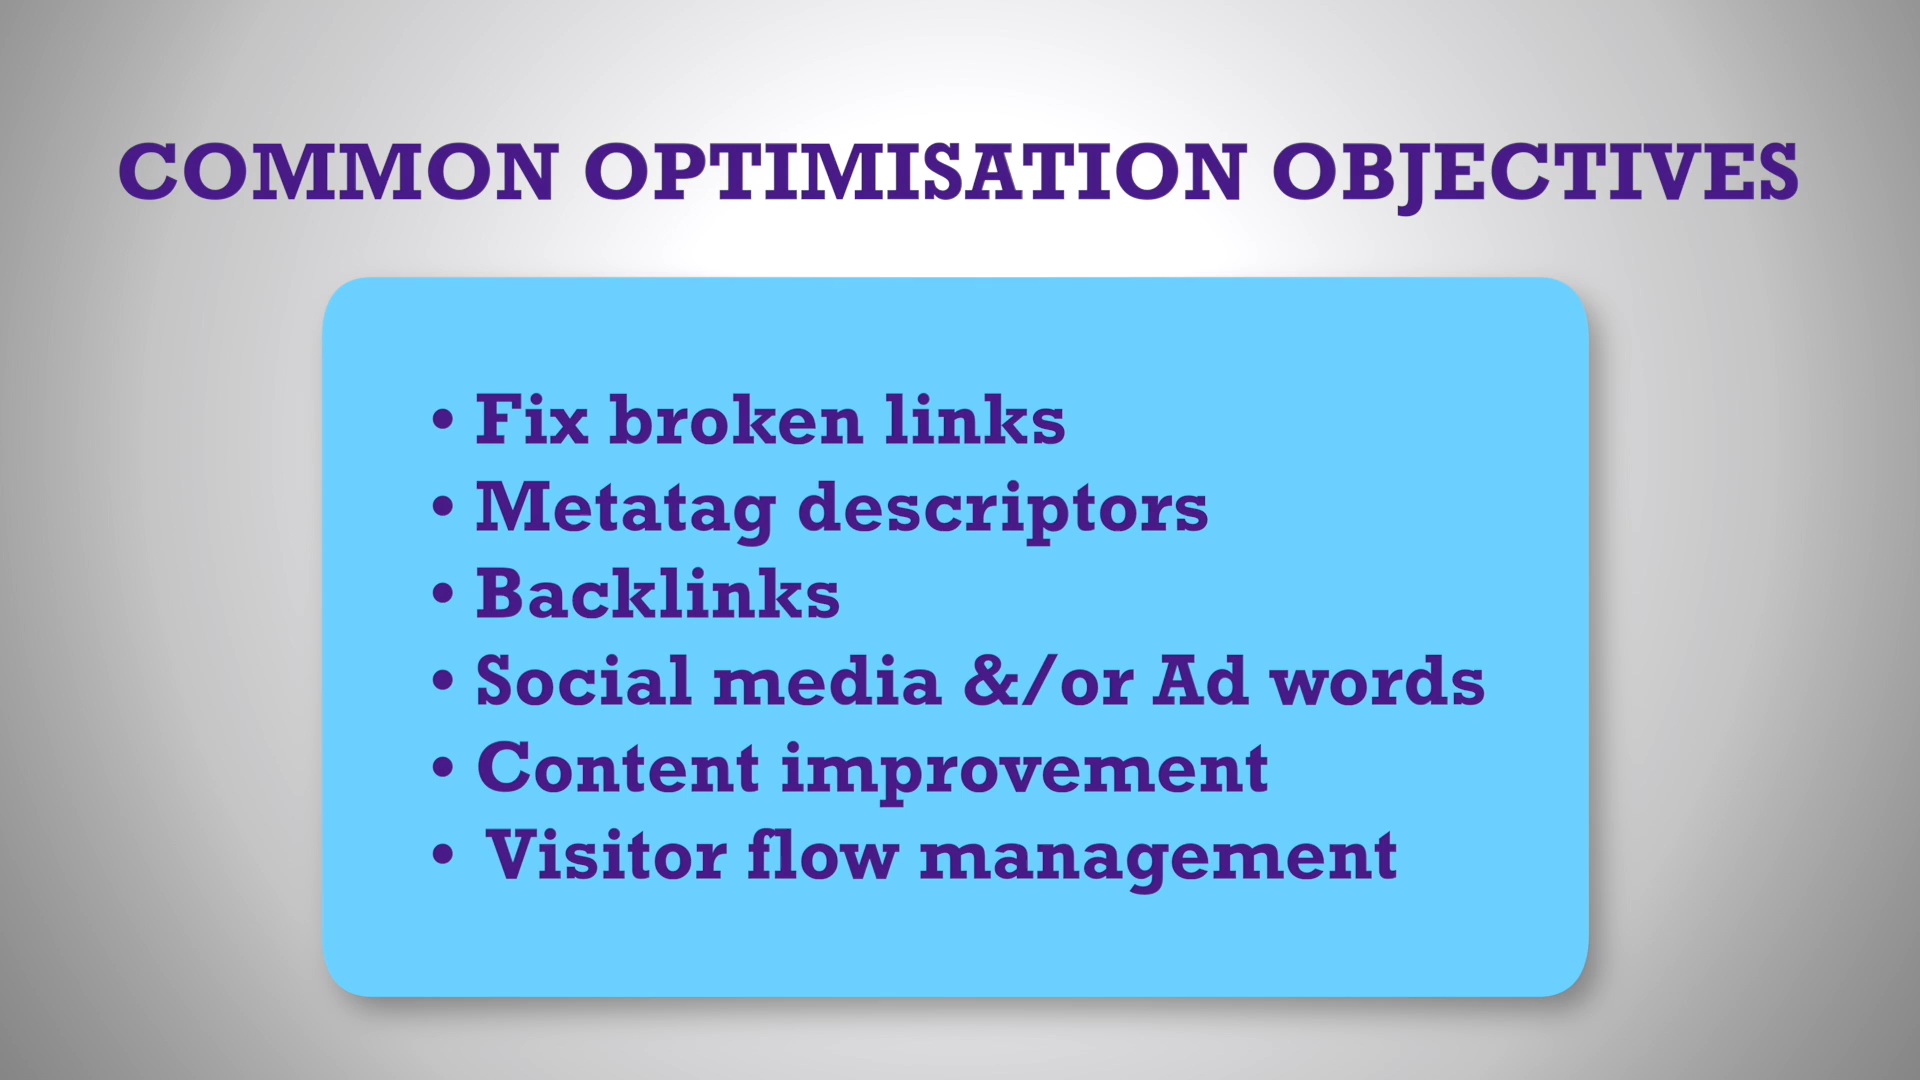 COMMON OPTIMISATION OBJECTIVES
• Fix broken links
• Metatag descriptors
• Backlinks
• Social media &/or Ad words
• Content improvement
• Visitor flow management